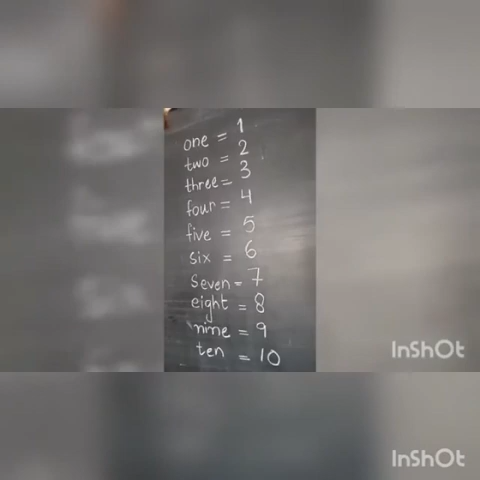 one = 1
two = 2
three = 3
four = 4
five = 5
six = 6
seven = 7
eight = 8
nine = 9
ten = 10
InShOt
InShOt